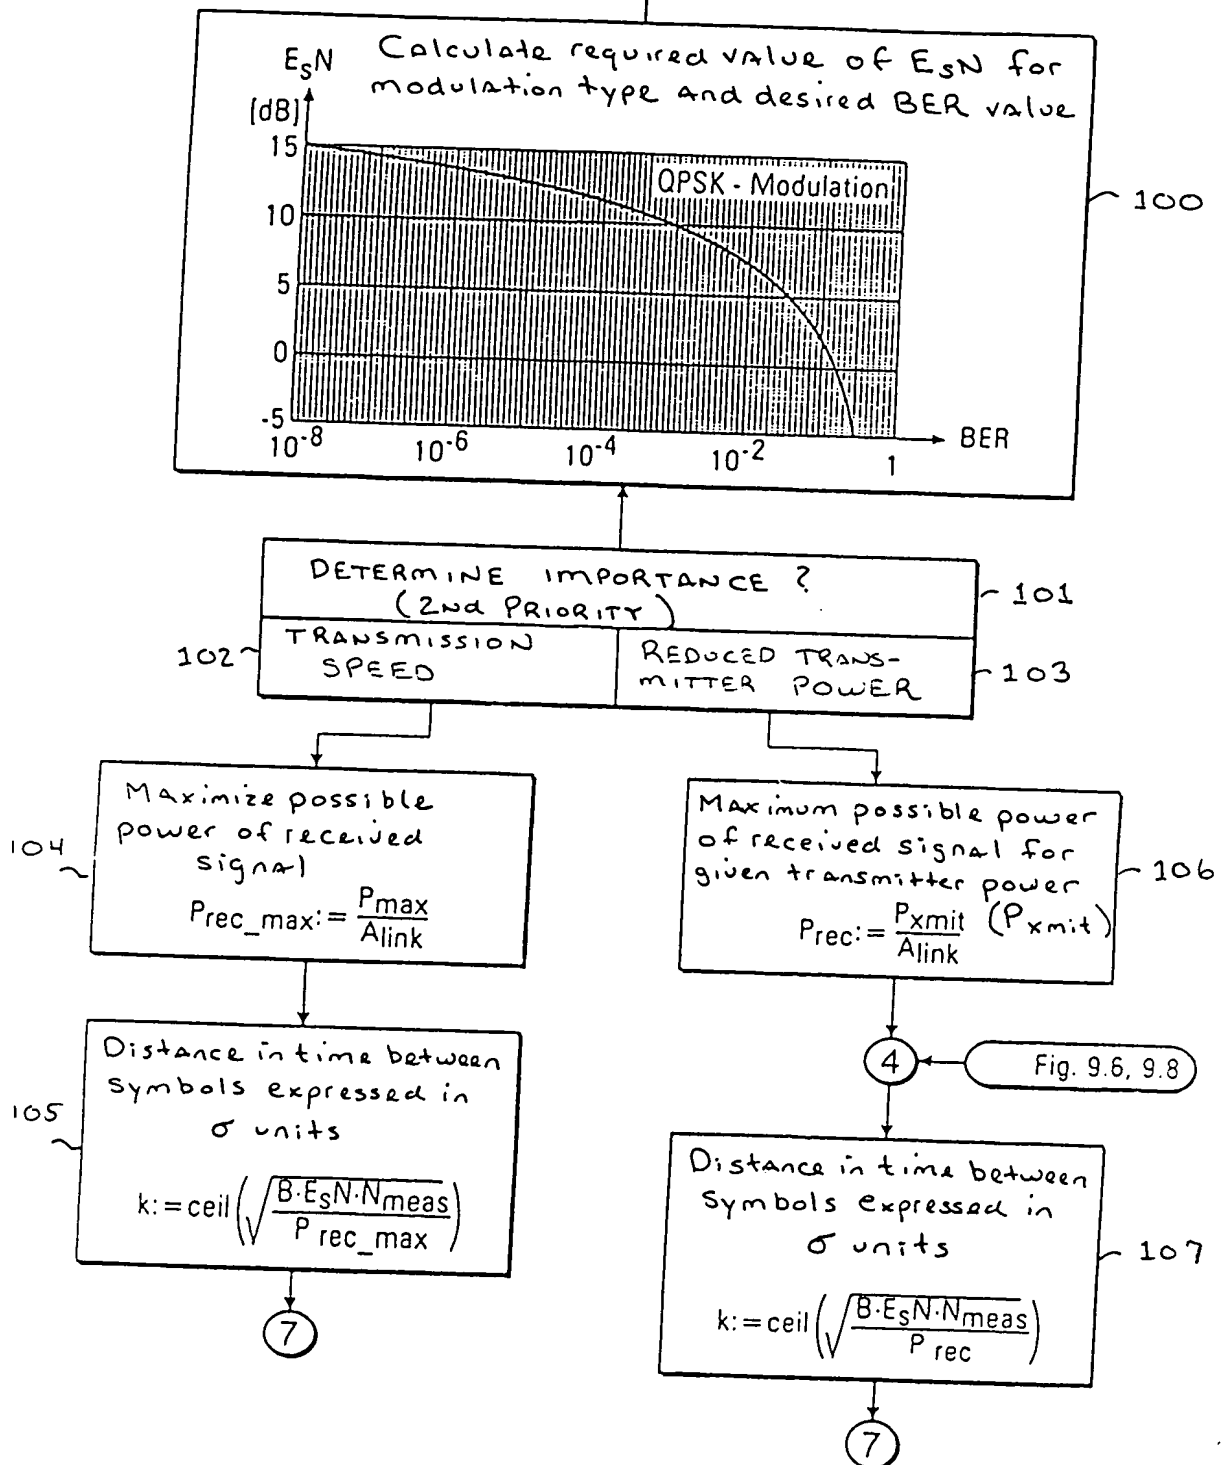 Calculate required value of EsN for
modulation type and desired BER value
EsN
[dB]
15
10
5
0
-5
QPSK - Modulation
10-8
10-6
10-4
10-2
1
BER
100
DETERMINE IMPORTANCE ?
(2nd PRIORITY)
101
102
TRANSMISSION
SPEED
REDUCED TRANS-
MITTER POWER
103
104
Maximize possible
power of received
signal
Prec_max:= Pmax
Alink
Maximum possible power
of received signal for
given transmitter power
(Pxmit)
Prec:= Pxmit
Alink
106
4
Fig. 9.6, 9.8
105
Distance in time between
symbols expressed in
σ units
k:=ceil(√B·EsN·Nmeas
P rec_max)
7
Distance in time between
symbols expressed in
σ units
k:=ceil(√B·EsN·Nmeas
P rec)
107
7